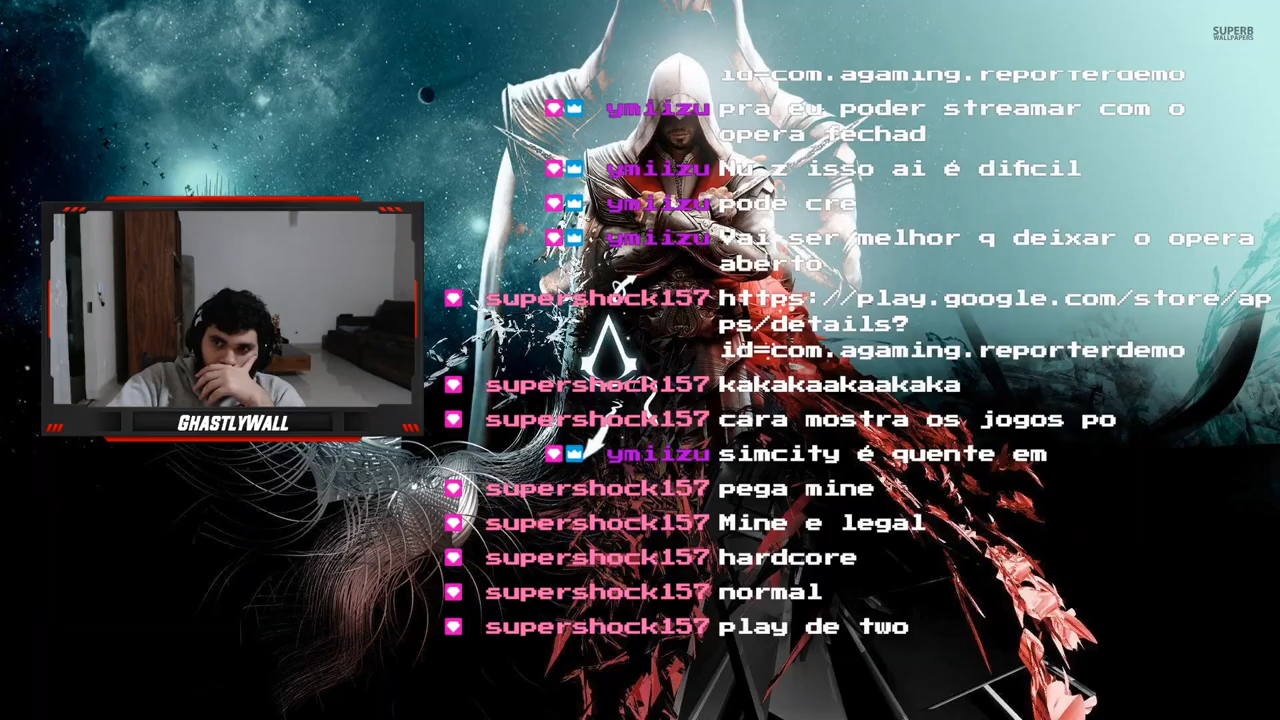 SUPERB
WALLPAPERS
id=com.agaming.reporterdemo
ymiizu pra eu poder streamar com o
opera fechad
ymiizu Nu z isso ai é dificil
ymiizu pode cre
ymiizu Vai ser melhor q deixar o opera
aberto
supershock157 https://play.google.com/store/ap
ps/details?
id=com.agaming.reporterdemo
supershock157 kakakaakaakaka
supershock157 cara mostra os jogos po
ymiizu simcity é quente em
supershock157 pega mine
supershock157 Mine e legal
supershock157 hardcore
supershock157 normal
supershock157 play de two
GhastlyWall